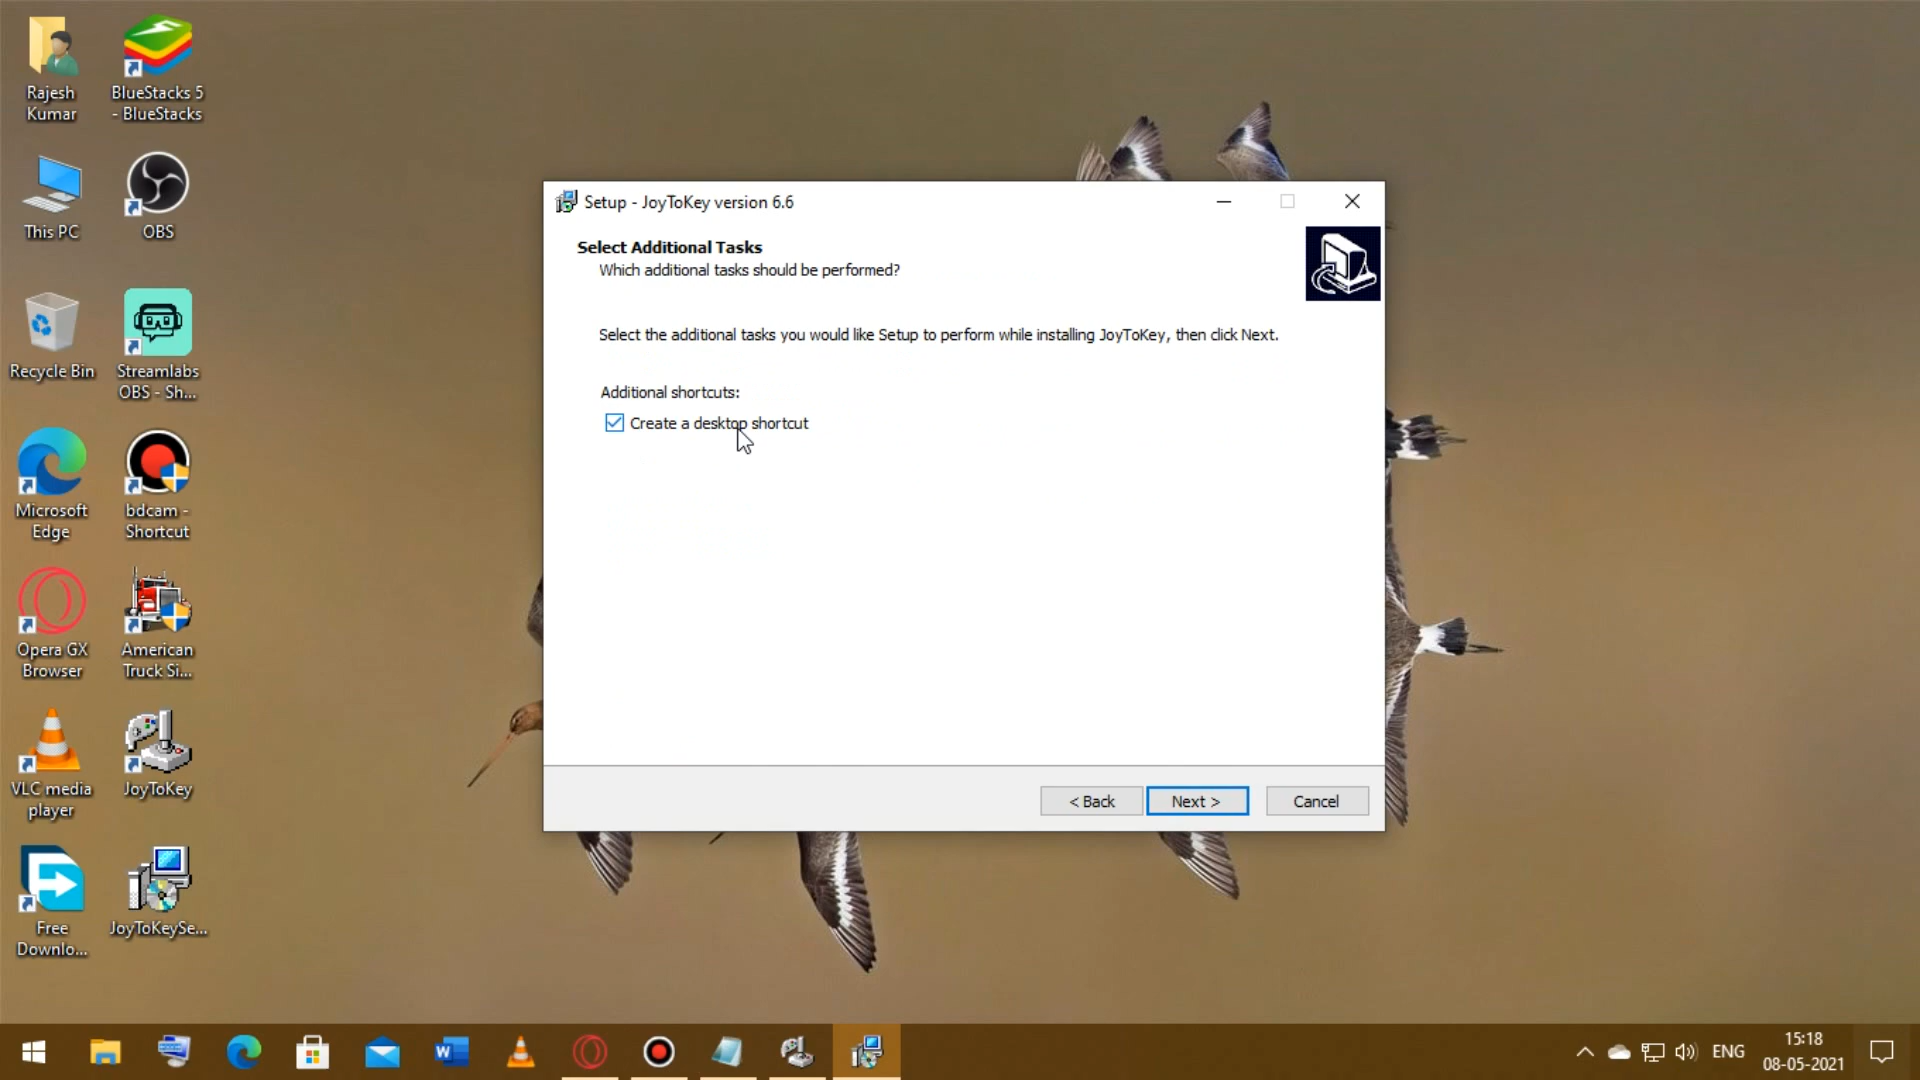 Rajesh
Kumar
BlueStacks 5
- BlueStacks
This PC
OBS
Recycle Bin
Streamlabs
OBS - Sh...
Microsoft
Edge
bdcam -
Shortcut
Opera GX
Browser
American
Truck Si...
VLC media
player
JoyToKey
Free
Downlo...
JoyToKeySe...
Setup - JoyToKey version 6.6
Select Additional Tasks
Which additional tasks should be performed?
Select the additional tasks you would like Setup to perform while installing JoyToKey, then click Next.
Additional shortcuts:
Create a desktop shortcut
< Back
Next >
Cancel
W
ENG
15:18
08-05-2021